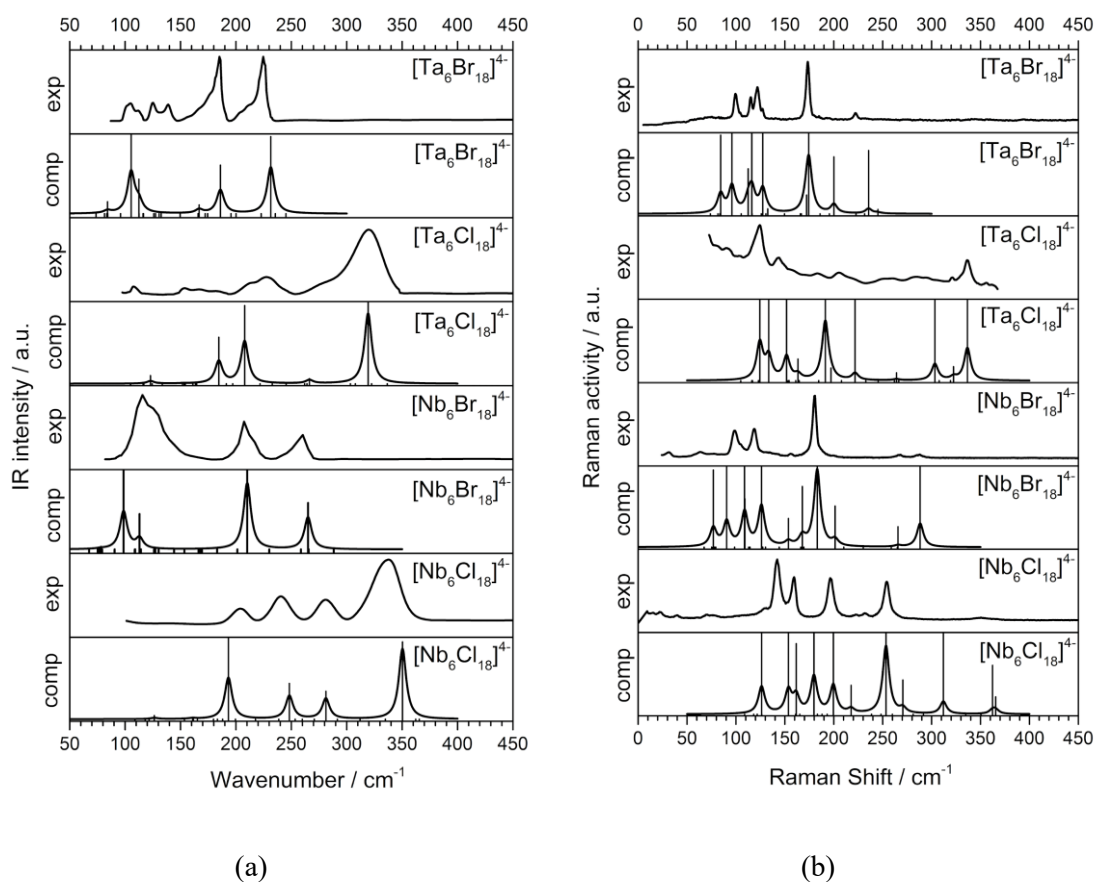 50 100 150 200 250 300 350 400 450
exp
[Ta6Br18]4-
comp
[Ta6Br18]4-
exp
[Ta6Cl18]4-
comp
[Ta6Cl18]4-
exp
[Nb6Br18]4-
comp
[Nb6Br18]4-
exp
[Nb6Cl18]4-
comp
[Nb6Cl18]4-
IR intensity / a.u.
50 100 150 200 250 300 350 400 450
Wavenumber / cm-1
(a)
0 50 100 150 200 250 300 350 400 450
exp
[Ta6Br18]4-
comp
[Ta6Br18]4-
exp
[Ta6Cl18]4-
comp
[Ta6Cl18]4-
exp
[Nb6Br18]4-
comp
[Nb6Br18]4-
exp
[Nb6Cl18]4-
comp
[Nb6Cl18]4-
Raman activity / a.u.
0 50 100 150 200 250 300 350 400 450
Raman Shift / cm-1
(b)